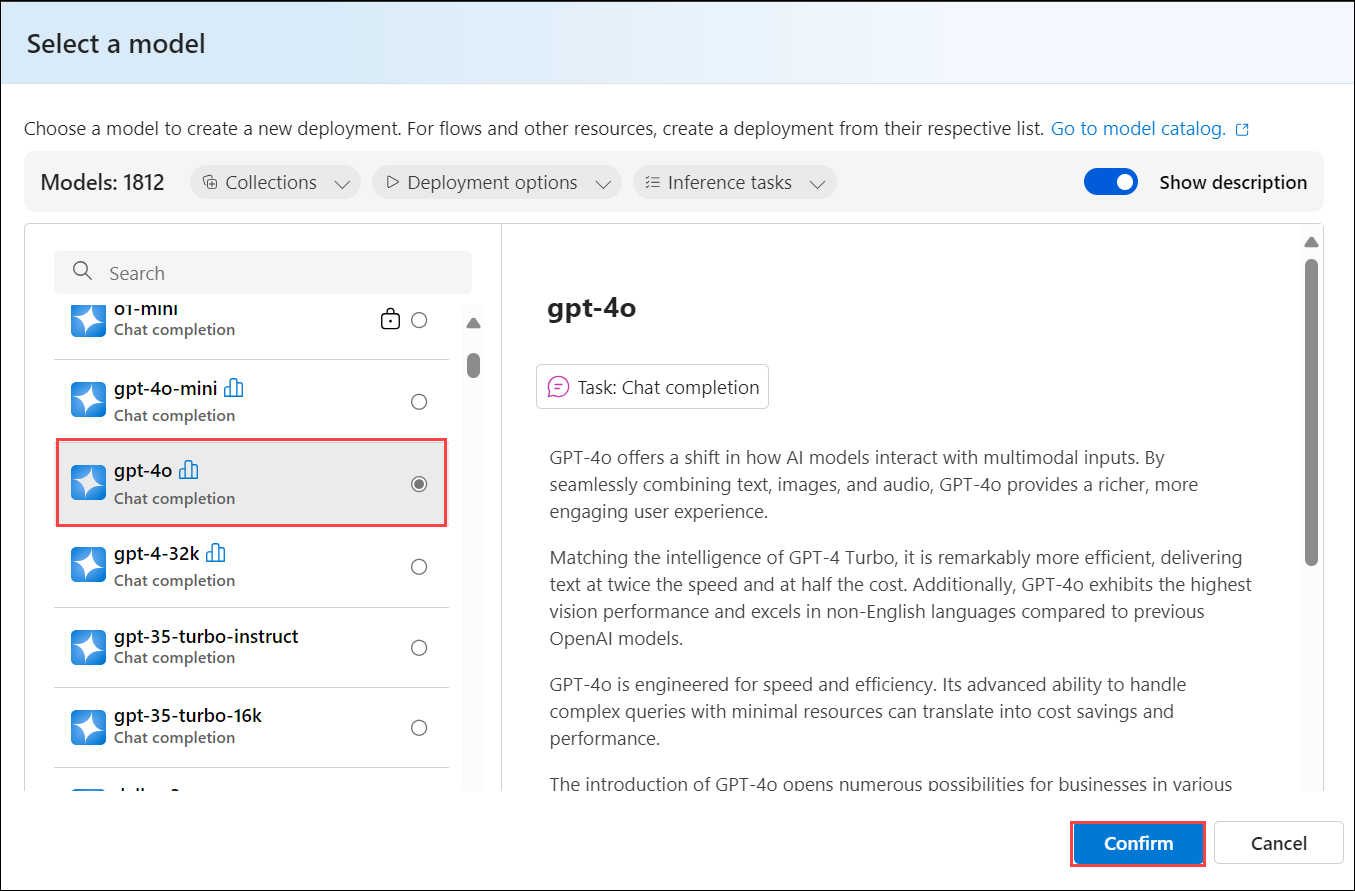 Select a model
Choose a model to create a new deployment. For flows and other resources, create a deployment from their respective list. Go to model catalog.
Models: 1812 Collections Deployment options Inference tasks Show description
Search
o1-mini
Chat completion
gpt-4o-mini
Chat completion
gpt-4o
Chat completion
gpt-4-32k
Chat completion
gpt-35-turbo-instruct
Chat completion
gpt-35-turbo-16k
Chat completion
gpt-4o
Task: Chat completion
GPT-4o offers a shift in how AI models interact with multimodal inputs. By
seamlessly combining text, images, and audio, GPT-4o provides a richer, more
engaging user experience.
Matching the intelligence of GPT-4 Turbo, it is remarkably more efficient, delivering
text at twice the speed and at half the cost. Additionally, GPT-4o exhibits the highest
vision performance and excels in non-English languages compared to previous
OpenAI models.
GPT-4o is engineered for speed and efficiency. Its advanced ability to handle
complex queries with minimal resources can translate into cost savings and
performance.
The introduction of GPT-4o opens numerous possibilities for businesses in various
Confirm Cancel